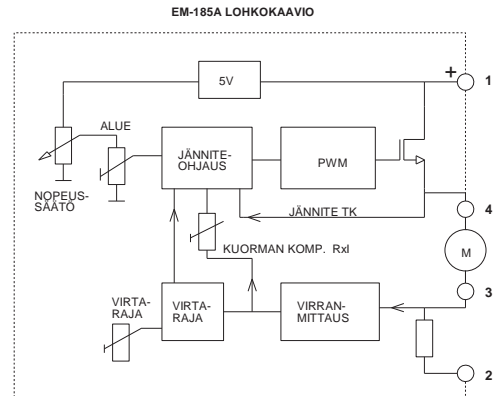 EM-185A LOHKOKAAVIO
5V
+
1
ALUE
JÄNNITE-
OHJAUS
PWM
NOPEUS-
SÄÄTÖ
JÄNNITE TK
4
M
KUORMAN KOMP. RxI
3
VIRTA-
RAJA
VIRTA-
RAJA
VIRRAN-
MITTAUS
2